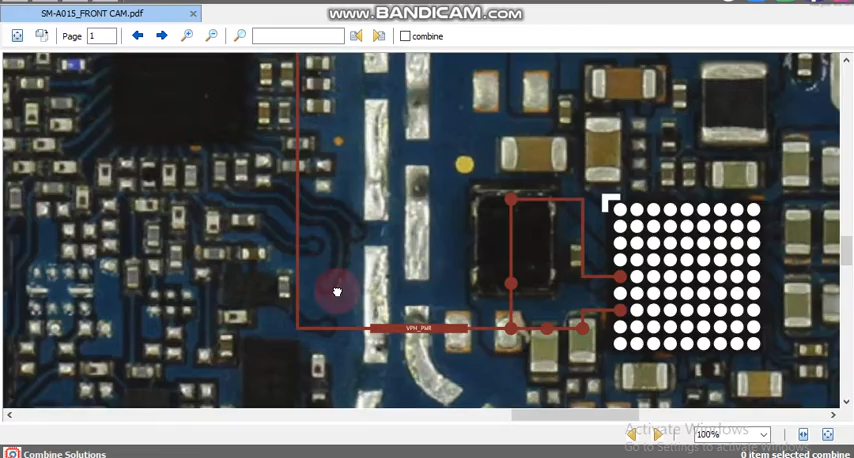 WWW.BANDICAM.COM
SM-A015_FRONT CAM.pdf
Page 1
combine
VPH_PWR
Activate Windows
100%
Go to Settings to activate Windows.
Combine Solutions
0 item selected combine